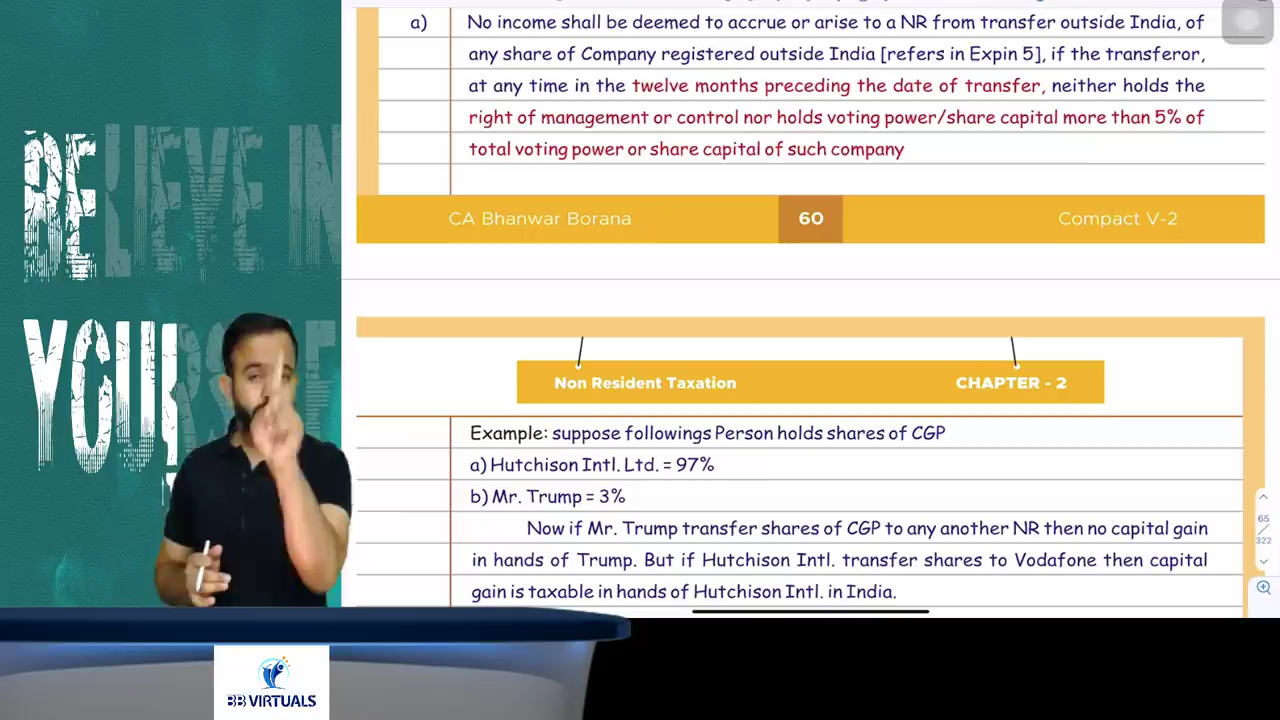 a) No income shall be deemed to accrue or arise to a NR from transfer outside India, of
any share of Company registered outside India [refers in Expin 5], if the transferor,
at any time in the twelve months preceding the date of transfer, neither holds the
right of management or control nor holds voting power/share capital more than 5% of
total voting power or share capital of such company
CA Bhanwar Borana 60 Compact V-2
BELIEVE IN
Non Resident Taxation CHAPTER - 2
Example: suppose followings Person holds shares of CGP
a) Hutchison Intl. Ltd. = 97%
b) Mr. Trump = 3%
Now if Mr. Trump transfer shares of CGP to any another NR then no capital gain
in hands of Trump. But if Hutchison Intl. transfer shares to Vodafone then capital
gain is taxable in hands of Hutchison Intl. in India.
65
322
BB VIRTUALS